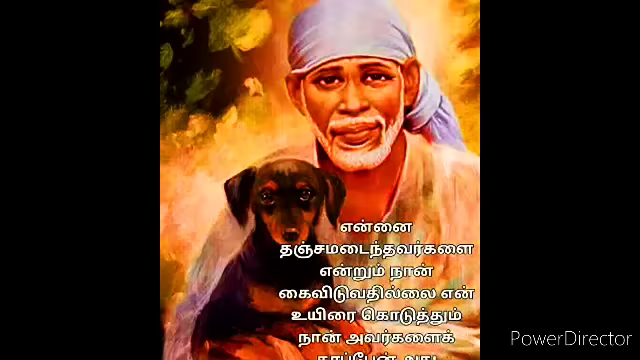 என்னை
தஞ்சமடைந்தவர்களை
என்றும் நான்
கைவிடுவதில்லை என்
உயிரை கொடுத்தும்
நான் அவர்களைக்
PowerDirector